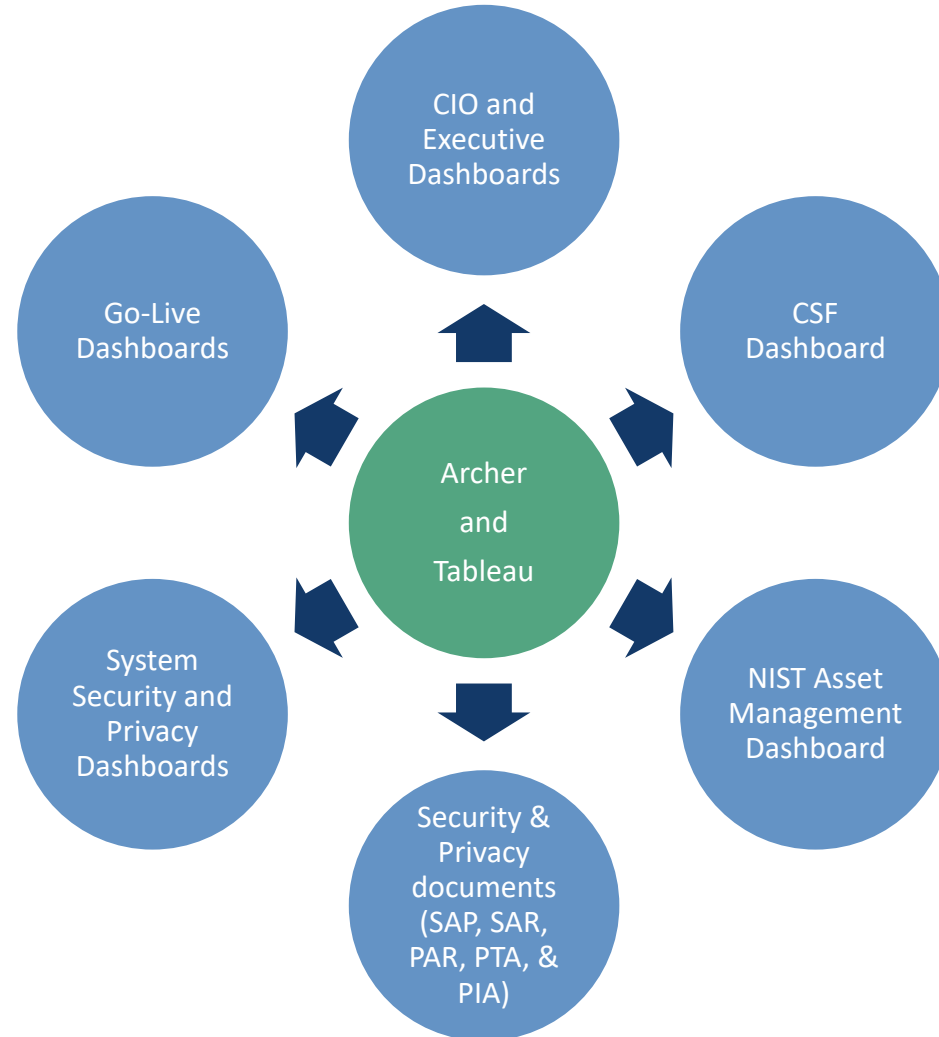 CIO and
Executive
Dashboards
Go-Live
Dashboards
CSF
Dashboard
Archer
and
Tableau
System
Security and
Privacy
Dashboards
NIST Asset
Management
Dashboard
Security &
Privacy
documents
(SAP, SAR,
PAR, PTA, &
PIA)